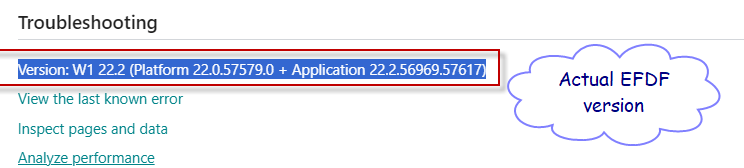 Troubleshooting
Version: W1 22.2 (Platform 22.0.57579.0 + Application 22.2.56969.57617)
View the last known error
Inspect pages and data
Analyze performance
Actual EFDF
version